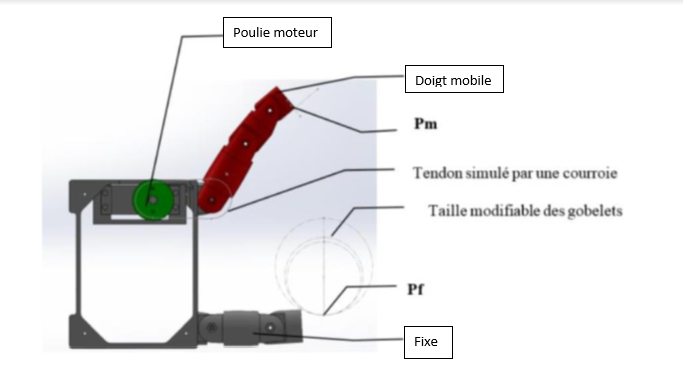 Poulie moteur
Doigt mobile
Pm
Tendon simulé par une courroie
Taille modifiable des gobelets
Pf
Fixe